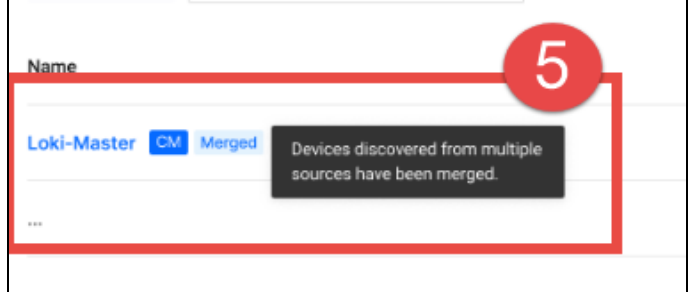 Name
5
Loki-Master CM Merged
Devices discovered from multiple
sources have been merged.
...